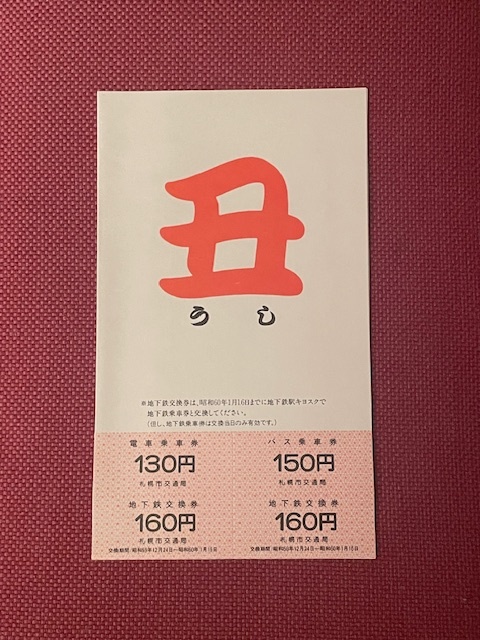 丑
うし
※地下鉄交換券は、昭和60年1月16日までに地下鉄駅キヨスクで
地下鉄乗車券と交換してください。
(但し、地下鉄乗車券は交換当日のみ有効です。)
電車乗車券 バス乗車券
130円 150円
札幌市交通局 札幌市交通局
地下鉄交換券 地下鉄交換券
160円 160円
札幌市交通局 札幌市交通局